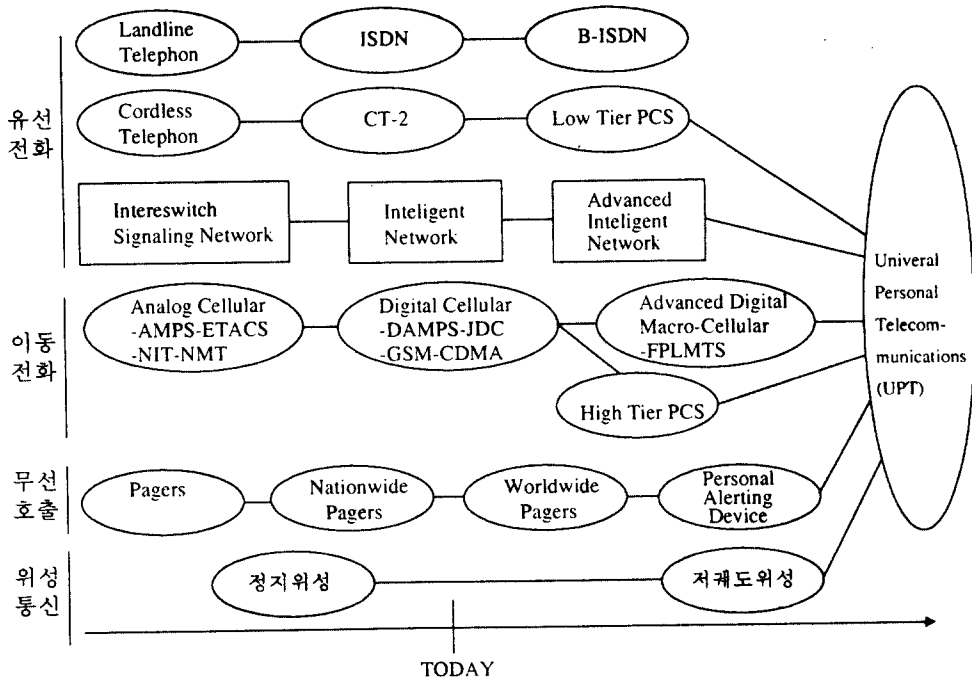 Landline
Telephon
ISDN
B-ISDN
유선
전화
Cordless
Telephon
CT-2
Low Tier PCS
Intereswitch
Signaling Network
Inteligent
Network
Advanced
Inteligent
Network
이동
전화
Analog Cellular
-AMPS-ETACS
-NIT-NMT
Digital Cellular
-DAMPS-JDC
-GSM-CDMA
Advanced Digital
Macro-Cellular
-FPLMTS
High Tier PCS
무선
호출
Pagers
Nationwide
Pagers
Worldwide
Pagers
Personal
Alerting
Device
위성
통신
정지위성
저궤도위성
Univeral
Personal
Telecom-
munications
(UPT)
TODAY